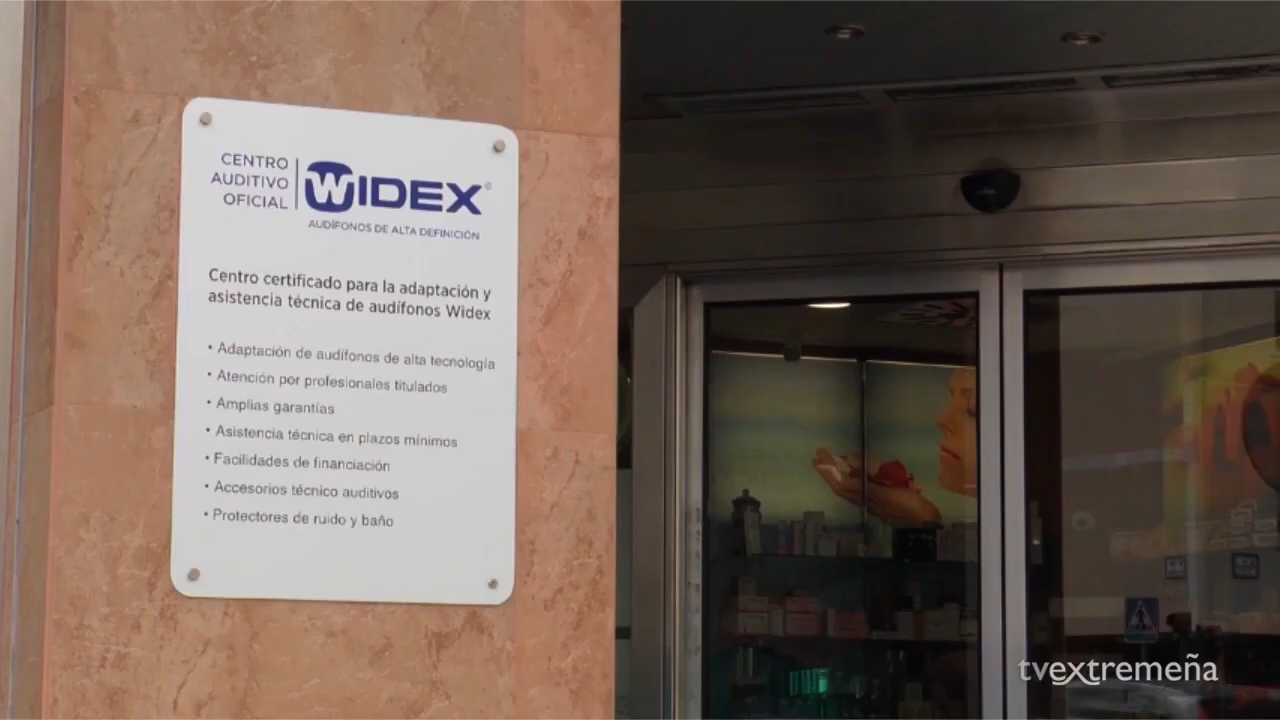 CENTRO
AUDITIVO
OFICIAL
WIDEX®
AUDÍFONOS DE ALTA DEFINICIÓN
Centro certificado para la adaptación y
asistencia técnica de audífonos Widex
• Adaptación de audífonos de alta tecnología
• Atención por profesionales titulados
• Amplias garantías
• Asistencia técnica en plazos mínimos
• Facilidades de financiación
• Accesorios técnico auditivos
• Protectores de ruido y baño
tvextremeña